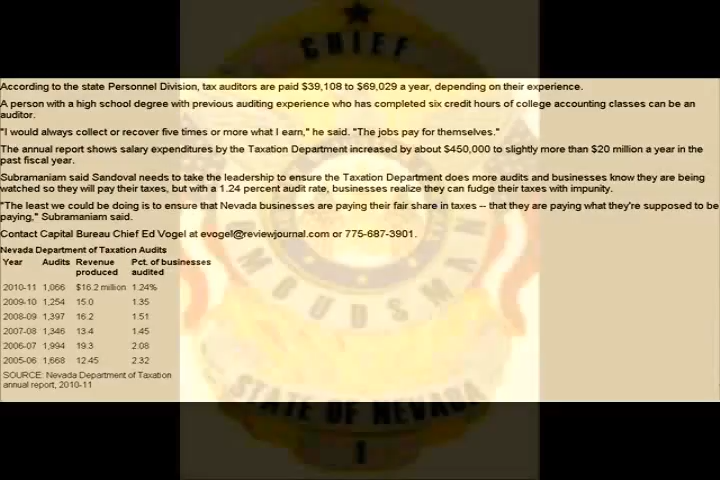 CHIEF
According to the state Personnel Division, tax auditors are paid $39,108 to $69,029 a year, depending on their experience.
A person with a high school degree with previous auditing experience who has completed six credit hours of college accounting classes can be an
auditor.
"I would always collect or recover five times or more what I earn," he said. "The jobs pay for themselves."
The annual report shows salary expenditures by the Taxation Department increased by about $450,000 to slightly more than $20 million a year in the
past fiscal year.
Subramaniam said Sandoval needs to take the leadership to ensure the Taxation Department does more audits and businesses know they are being
watched so they will pay their taxes, but with a 1.24 percent audit rate, businesses realize they can fudge their taxes with impunity.
"The least we could be doing is to ensure that Nevada businesses are paying their fair share in taxes -- that they are paying what they're supposed to be
paying," Subramaniam said.
Contact Capital Bureau Chief Ed Vogel at evogel@reviewjournal.com or 775-687-3901.
Nevada Department of Taxation Audits
Year Audits Revenue produced Pct. of businesses audited
2010-11 1,066 $16.2 million 1.24%
2009-10 1,254 15.0 1.35
2008-09 1,397 16.2 1.51
2007-08 1,346 13.4 1.45
2006-07 1,994 19.3 2.08
2005-06 1,668 12.45 2.32
SOURCE: Nevada Department of Taxation
annual report, 2010-11
OMBUDSMAN
STATE OF NEVADA
1